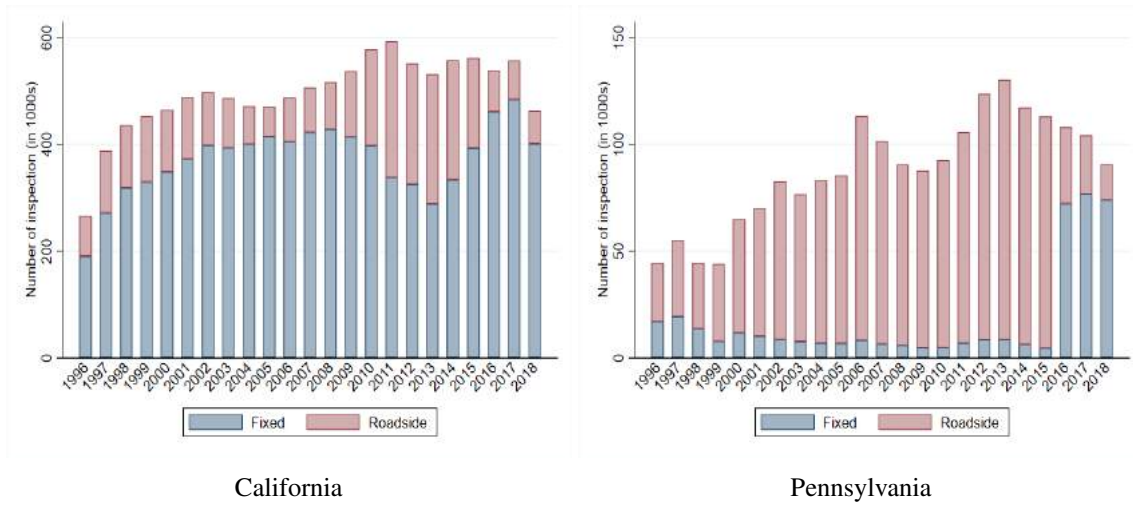 Number of inspection (in 1000s)
600
400
200
0
1996 1997 1998 1999 2000 2001 2002 2003 2004 2005 2006 2007 2008 2009 2010 2011 2012 2013 2014 2015 2016 2017 2018
Fixed Roadside
California
Number of inspection (in 1000s)
150
100
50
0
1996 1997 1998 1999 2000 2001 2002 2003 2004 2005 2006 2007 2008 2009 2010 2011 2012 2013 2014 2015 2016 2017 2018
Fixed Roadside
Pennsylvania